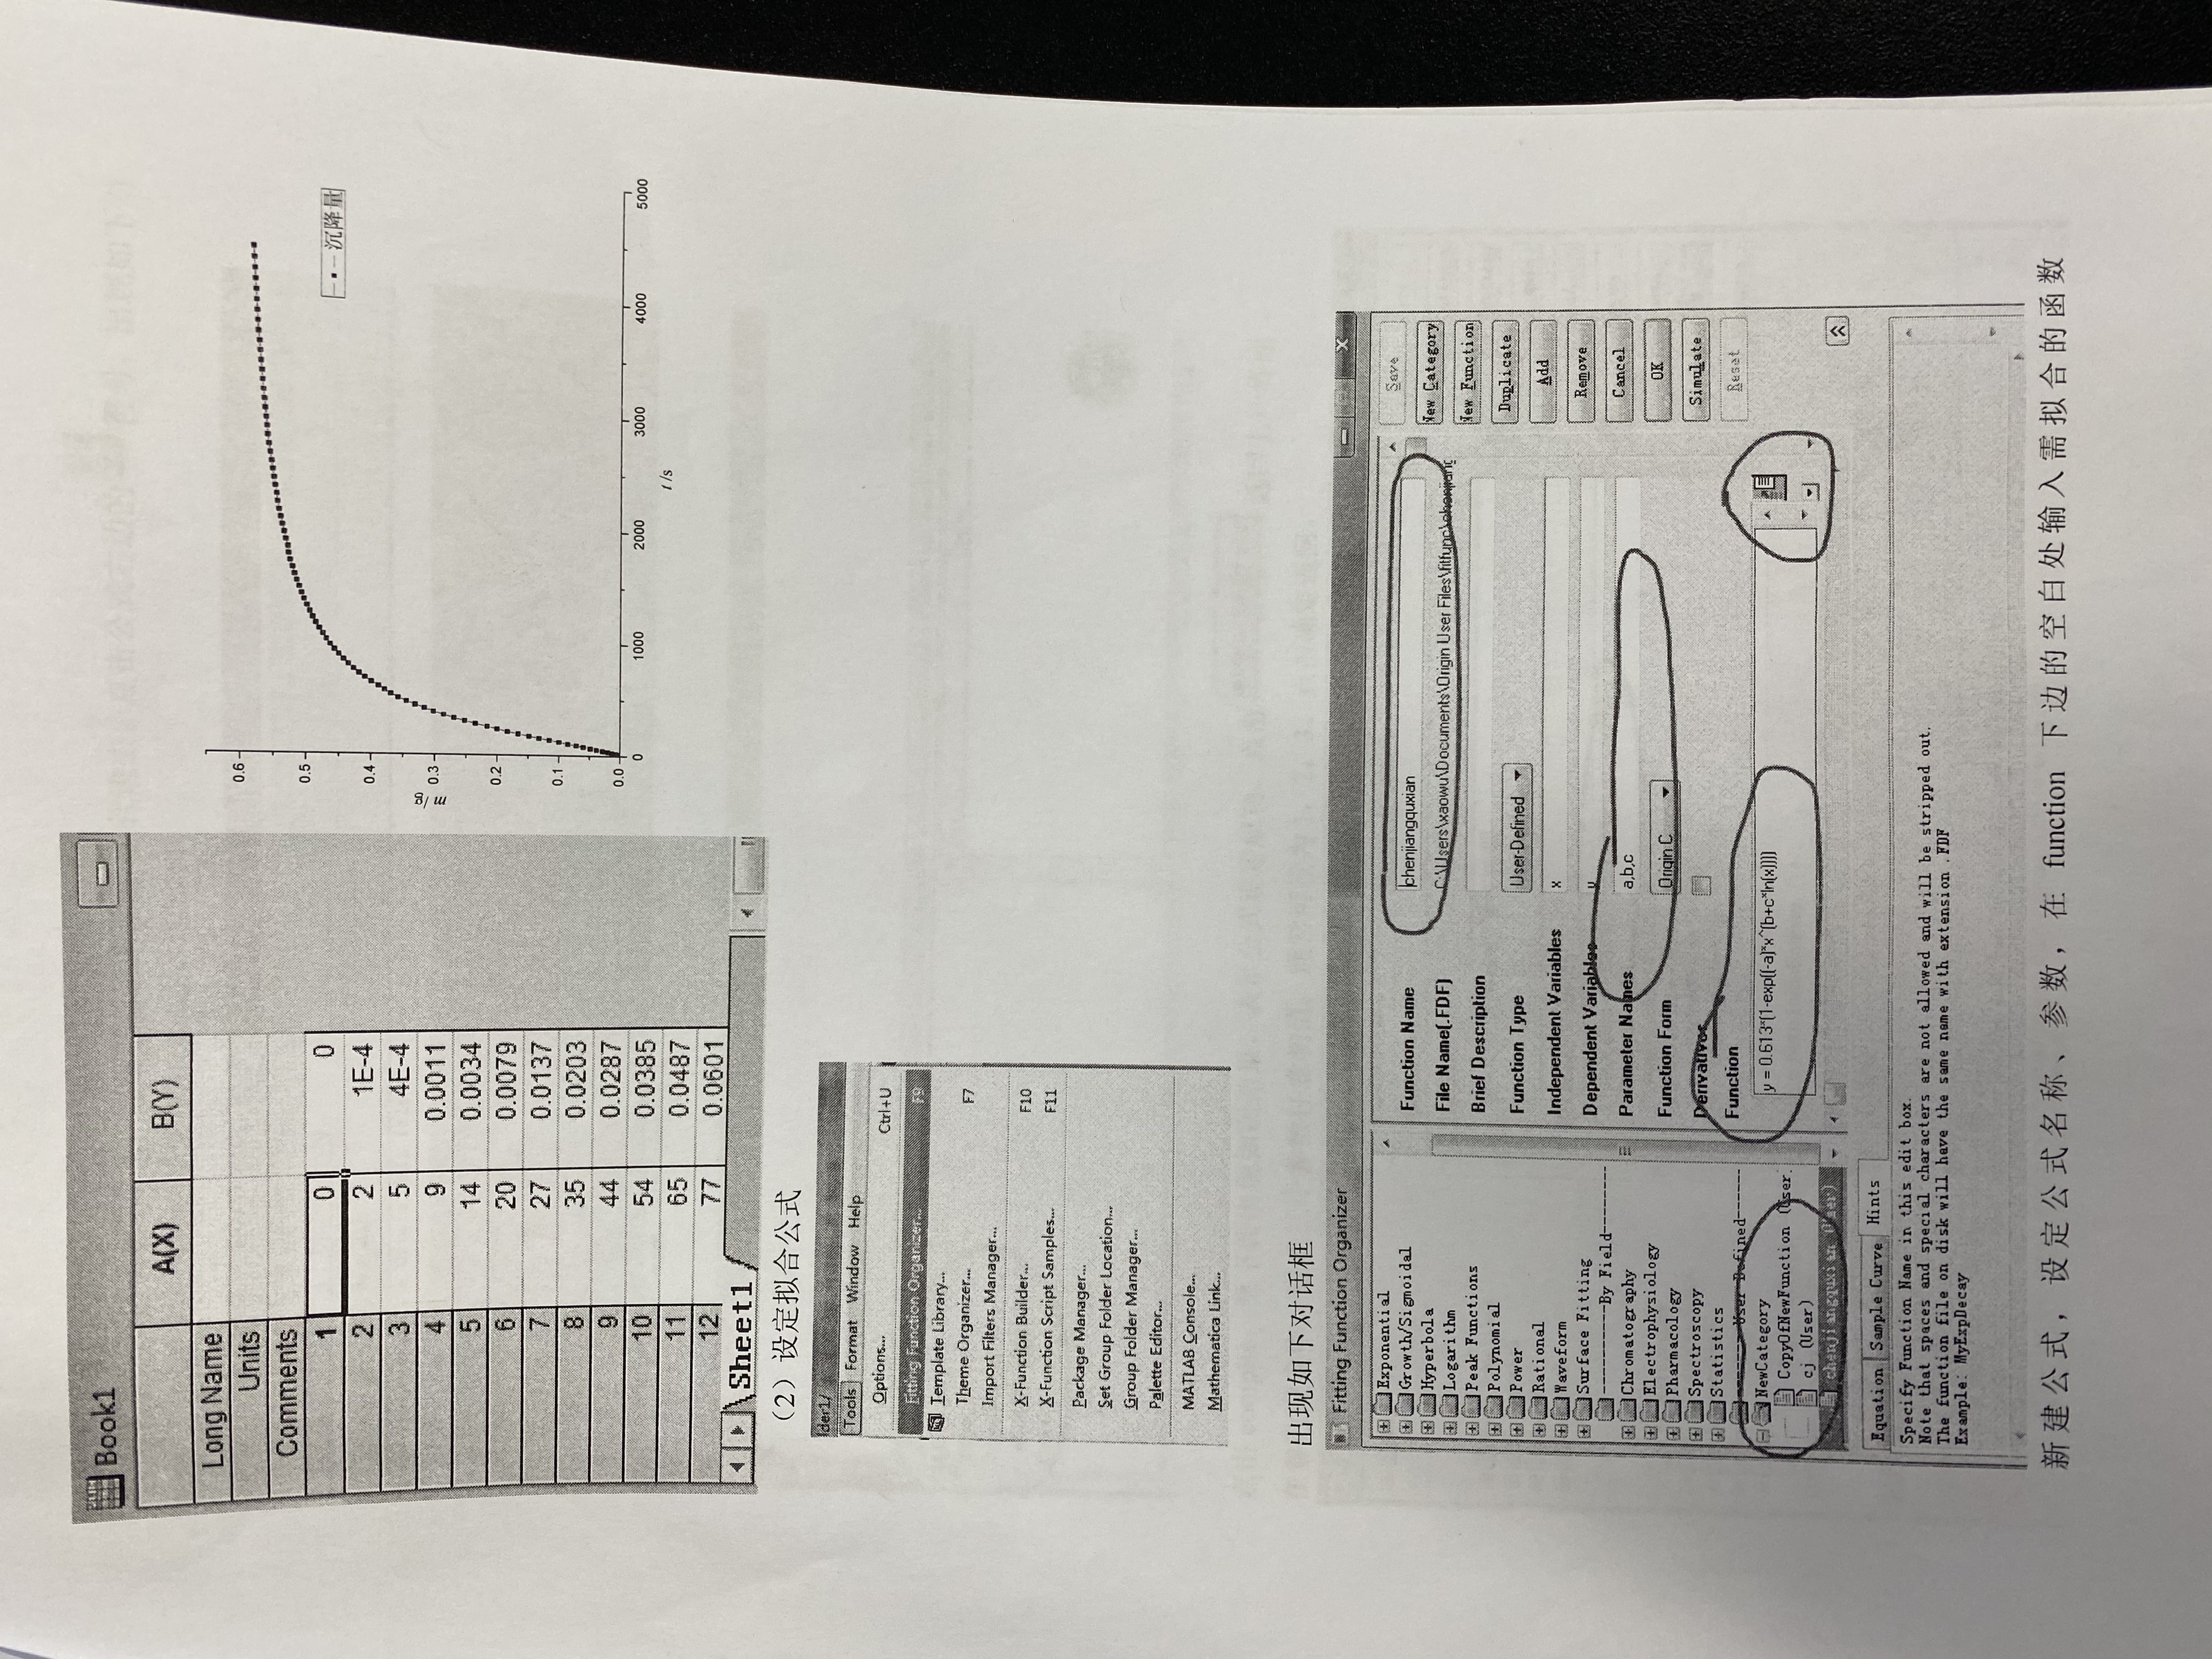 Book1
A(X) B(Y)
Long Name
Units
Comments
1 0 0
2 2 1E-4
3 5 4E-4
4 9 0.0011
5 14 0.0034
6 20 0.0079
7 27 0.0137
8 35 0.0203
9 44 0.0287
10 54 0.0385
11 65 0.0487
12 77 0.0601
Sheet1
0.6
0.5
0.4
0.3
0.2
0.1
0.0
m /g
0 1000 2000 3000 4000 5000
t /s
沉降量
（2）设定拟合公式
lder1/
Tools Format Window Help
Options... Ctrl+U
Fitting Function Organizer... F9
Template Library...
Theme Organizer... F7
Import Filters Manager...
X-Function Builder... F10
X-Function Script Samples... F11
Package Manager...
Set Group Folder Location...
Group Folder Manager...
Palette Editor...
MATLAB Console...
Mathematica Link...
出现如下对话框
Fitting Function Organizer
Exponential
Growth/Sigmoidal
Hyperbola
Logarithm
Peak Functions
Polynomial
Power
Rational
Waveform
Surface Fitting
----------By Field--------
Chromatography
Electrophysiology
Pharmacology
Spectroscopy
Statistics
--------User Defined------
NewCategory
CopyOfNewFunction (User.
cj (User)
chenjiangquxian (User)
Function Name chenjiangquxian
File Name(.FDF) C:\Users\xaowu\Documents\Origin User Files\fitfunc\chenjiang
Brief Description
Function Type User-Defined
Independent Variables x
Dependent Variables y
Parameter Names a,b,c
Function Form Origin C
Derivatives
Function
y = 0.613*(1-exp((-a)*x^(b+c*ln(x))))
Save
New Category
New Function
Duplicate
Add
Remove
Cancel
OK
Simulate
Reset
Equation Sample Curve Hints
Specify Function Name in this edit box.
Note that spaces and special characters are not allowed and will be stripped out.
The function file on disk will have the same name with extension .FDF
Example: MyExpDecay
新建公式，设定公式名称、参数，在 function 下边的空白处输入需拟合的函数